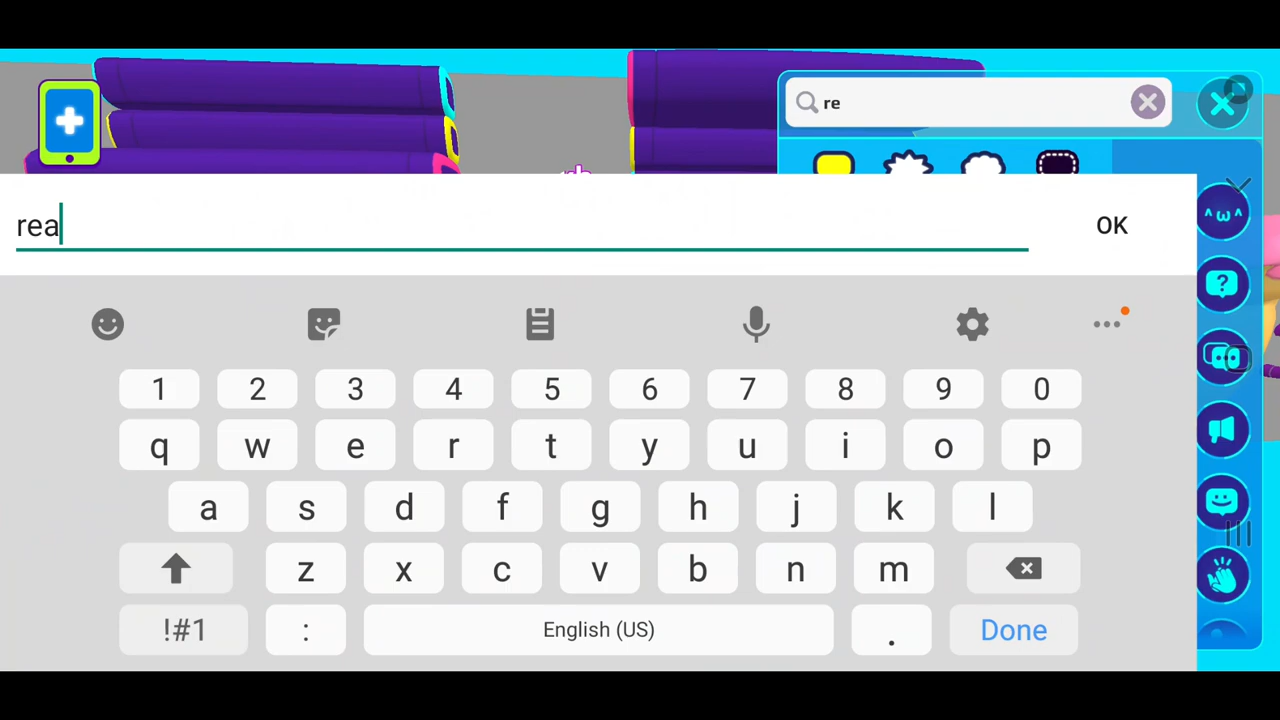 re
^ω^
rea
OK
?
1 2 3 4 5 6 7 8 9 0
q w e r t y u i o p
a s d f g h j k l
z x c v b n m
!#1 : English (US) . Done